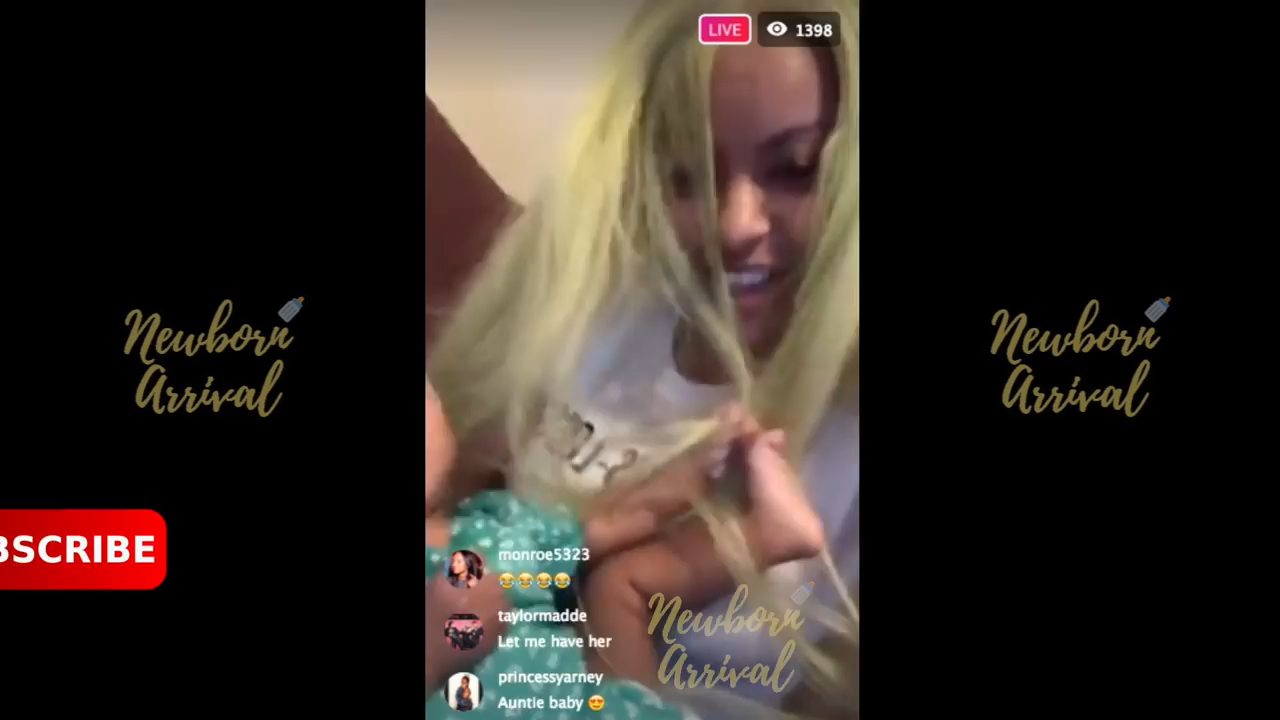 LIVE 1398
Newborn
Arrival
Newborn
Arrival
BSCRIBE
monroe5323
😂😂😂😂
taylormadde
Let me have her
princessyarney
Auntie baby 😍
Newborn
Arrival